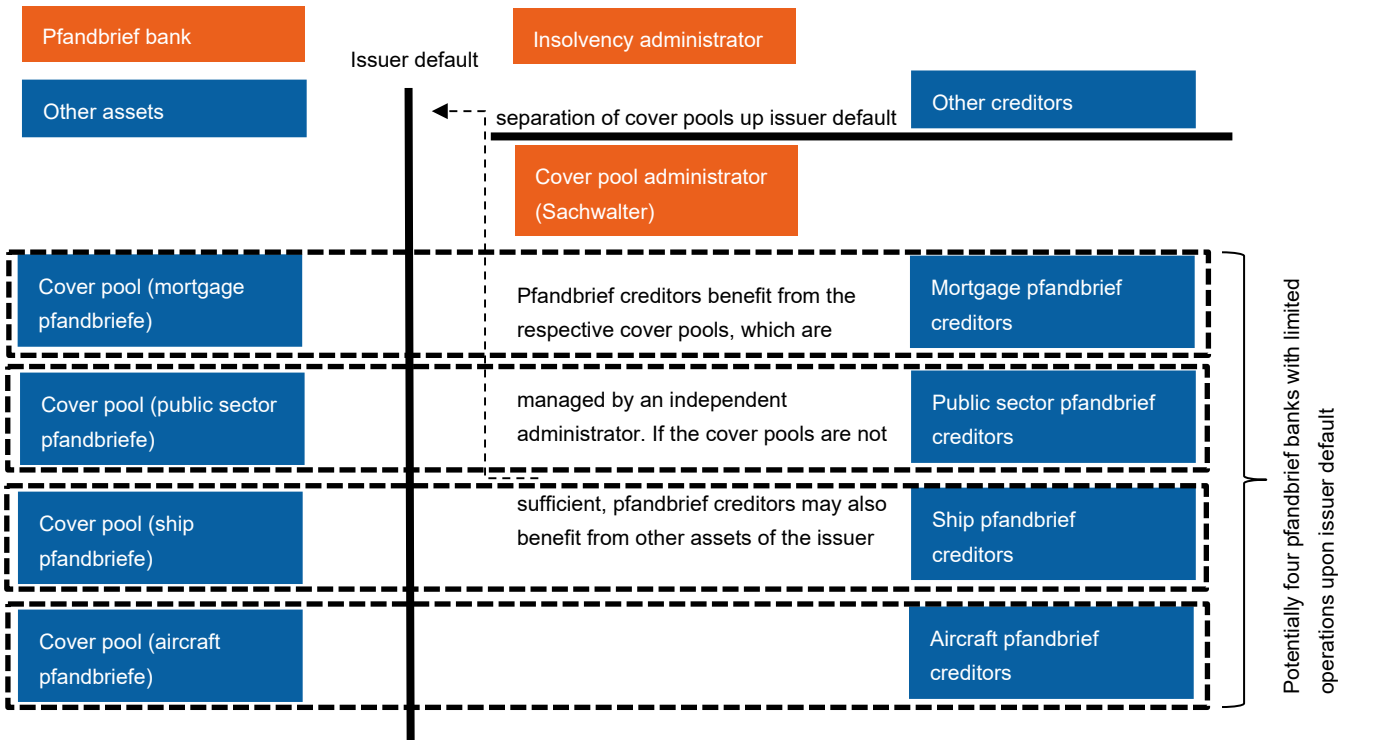 Pfandbrief bank
Insolvency administrator
Issuer default
Other assets
Other creditors
separation of cover pools up issuer default
Cover pool administrator
(Sachwalter)
Cover pool (mortgage
pfandbriefe)
Pfandbrief creditors benefit from the
respective cover pools, which are
Mortgage pfandbrief
creditors
Cover pool (public sector
pfandbriefe)
managed by an independent
administrator. If the cover pools are not
Public sector pfandbrief
creditors
Cover pool (ship
pfandbriefe)
sufficient, pfandbrief creditors may also
benefit from other assets of the issuer
Ship pfandbrief
creditors
Cover pool (aircraft
pfandbriefe)
Aircraft pfandbrief
creditors
Potentially four pfandbrief banks with limited
operations upon issuer default